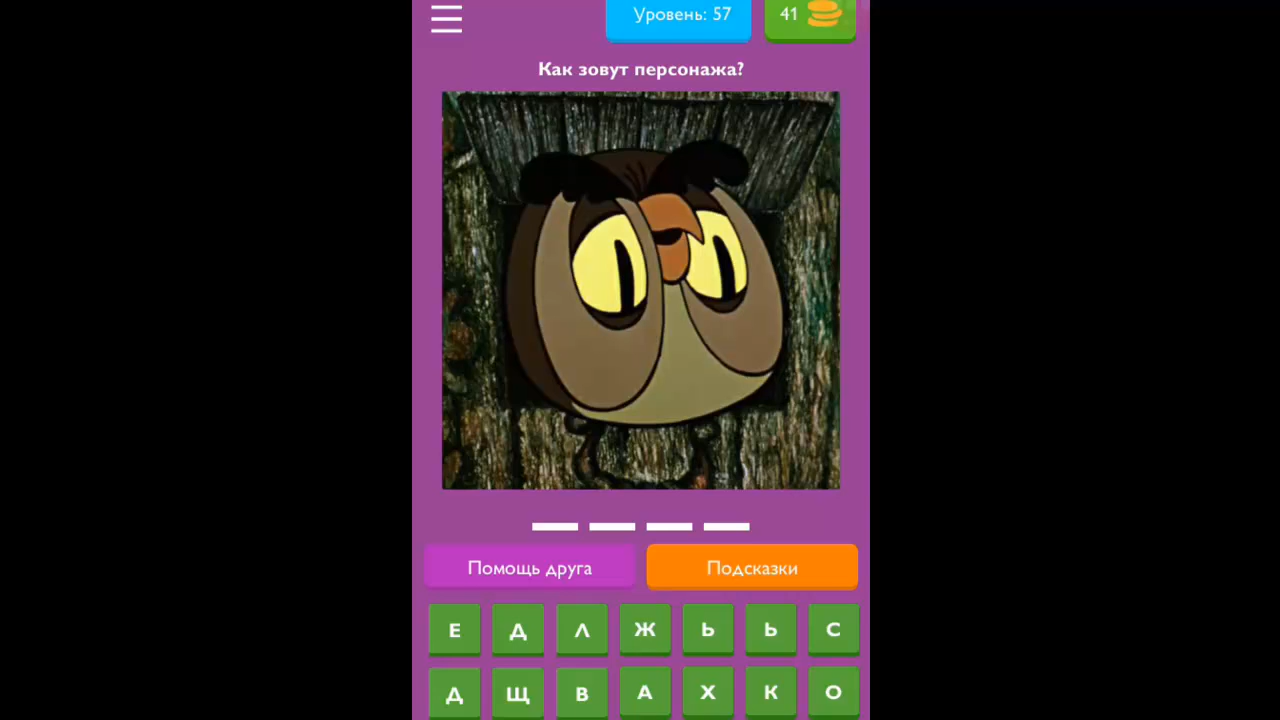 Уровень: 57
41
Как зовут персонажа?
Помощь друга
Подсказки
Е Д Л Ж Ь Ь С
Д Щ В А Х К О